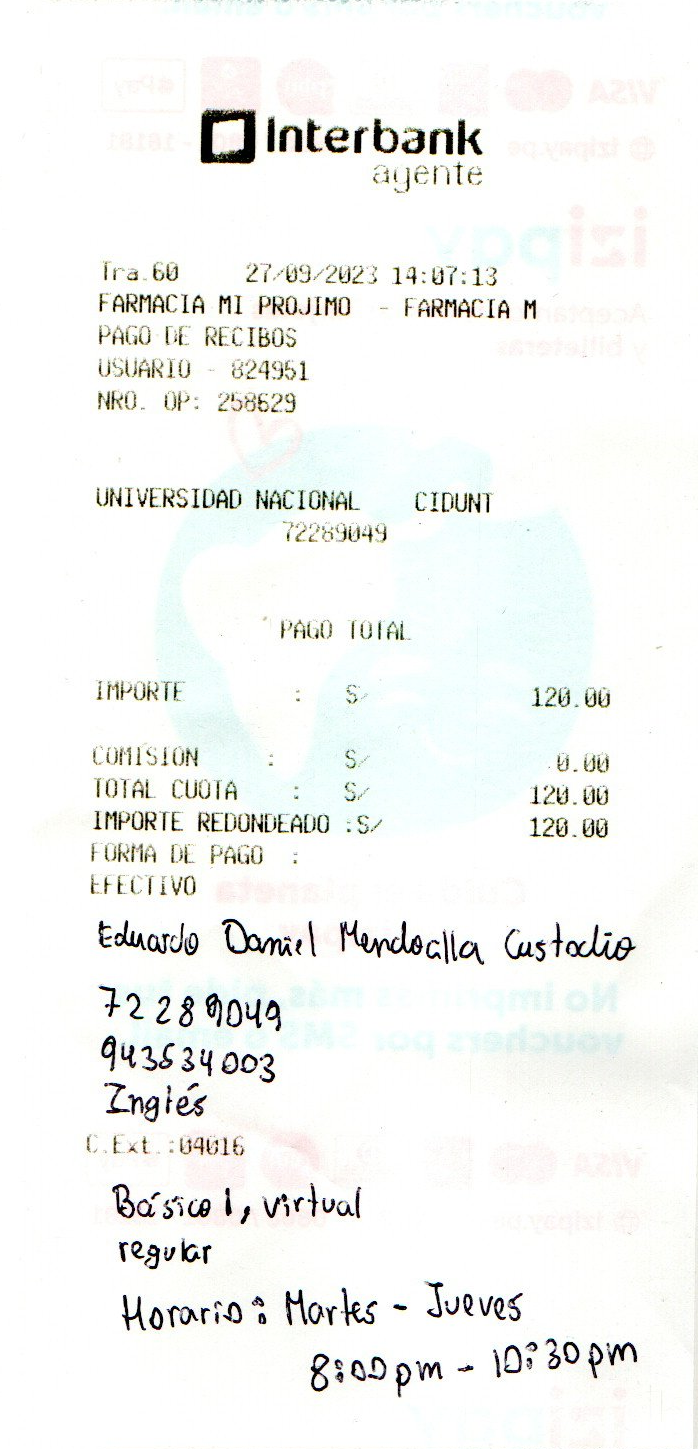 Interbank
agente
Tra.60 27/09/2023 14:07:13
FARMACIA MI PROJIMO - FARMACIA M
PAGO DE RECIBOS
USUARIO - 824951
NRO. OP: 258629
UNIVERSIDAD NACIONAL CIDUNT
72289049
PAGO TOTAL
IMPORTE : S/ 120.00
COMISION : S/ 0.00
TOTAL CUOTA : S/ 120.00
IMPORTE REDONDEADO :S/ 120.00
FORMA DE PAGO :
EFECTIVO
Eduardo Daniel Custodio
72289049
943534003
Inglés
C.Ext.:04016
Básico 1, virtual
regular
Horario: Martes - Jueves
8:00pm - 10:30pm